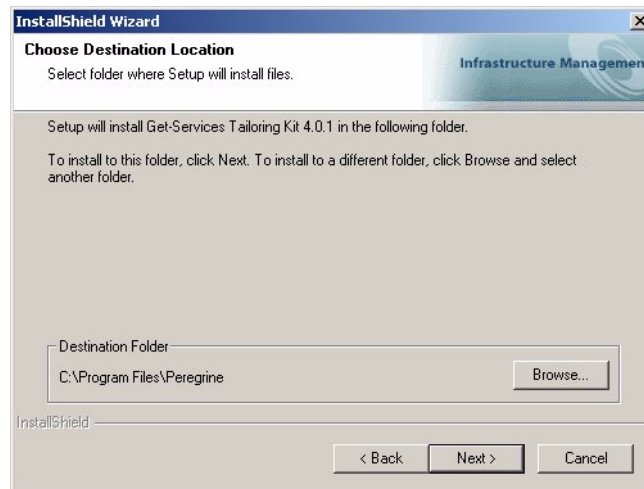 InstallShield Wizard
Choose Destination Location
Select folder where Setup will install files.
Infrastructure Managemen
Setup will install Get-Services Tailoring Kit 4.0.1 in the following folder.
To install to this folder, click Next. To install to a different folder, click Browse and select
another folder.
Destination Folder
C:\Program Files\Peregrine
Browse...
InstallShield
< Back
Next >
Cancel